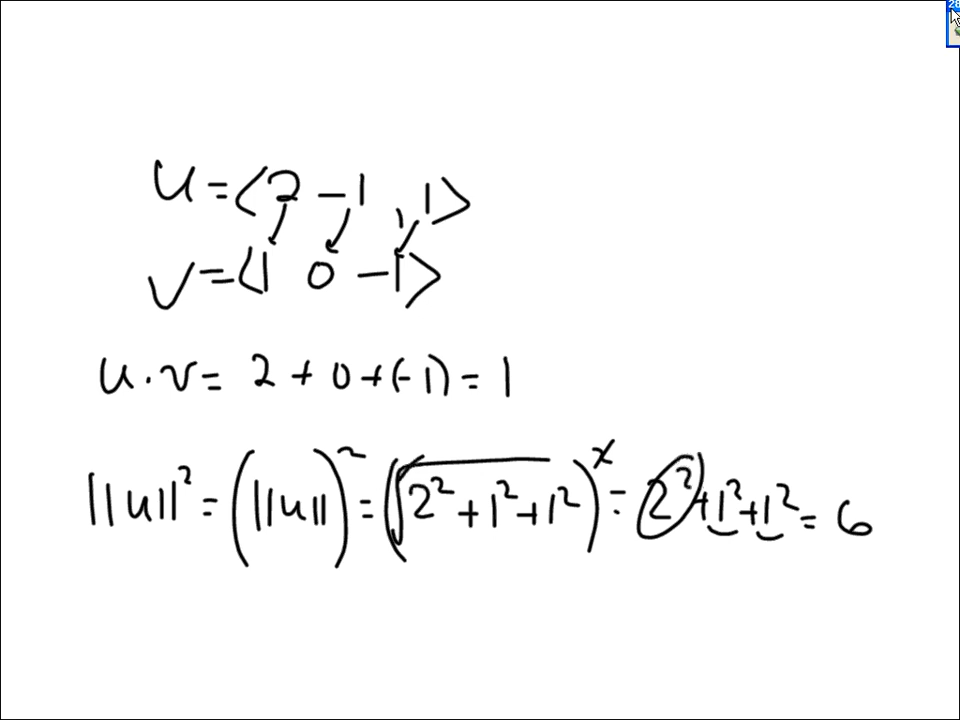 u = <2 -1 , 1>
v = <1 0 -1>
u · v = 2 + 0 + (-1) = 1
||u||² = (||u||)² = (√2² + 1² + 1²)² = 2² + 1² + 1² = 6